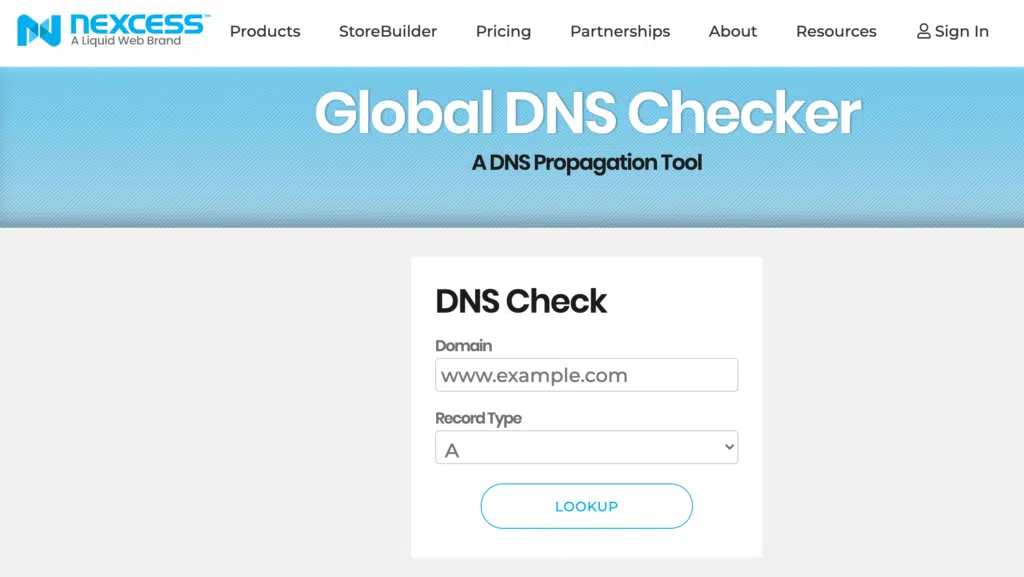 NEXCESS™
A Liquid Web Brand
Products
StoreBuilder
Pricing
Partnerships
About
Resources
Sign In
Global DNS Checker
A DNS Propagation Tool
DNS Check
Domain
www.example.com
Record Type
A
LOOKUP